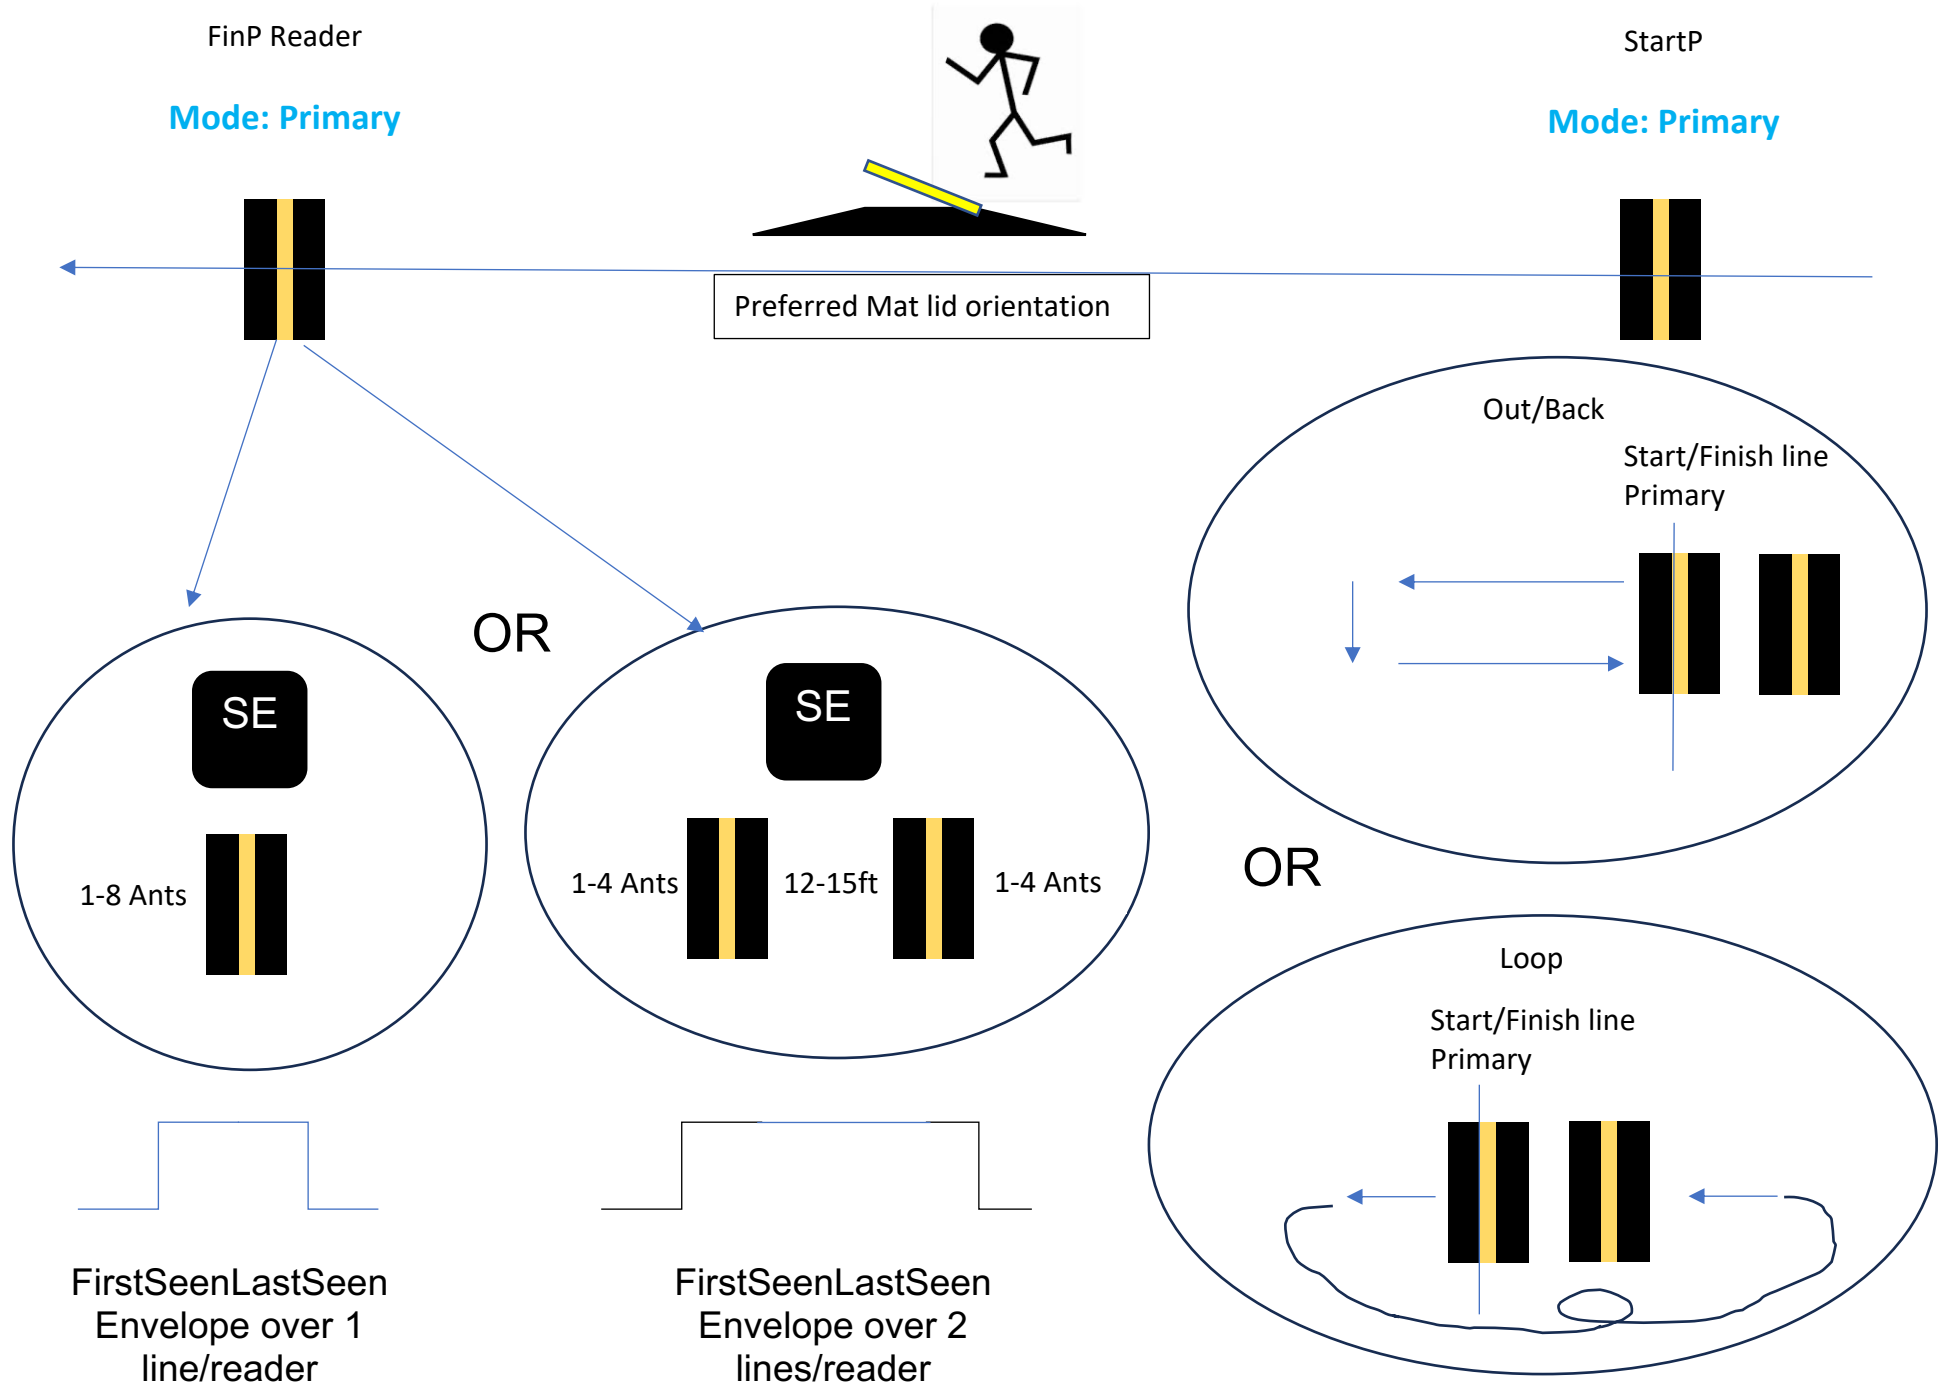 FinP Reader
StartP
Mode: Primary
Mode: Primary
Preferred Mat lid orientation
Out/Back
Start/Finish line
Primary
OR
SE
SE
1-8 Ants
1-4 Ants
12-15ft
1-4 Ants
OR
Loop
Start/Finish line
Primary
FirstSeenLastSeen
Envelope over 1
line/reader
FirstSeenLastSeen
Envelope over 2
lines/reader